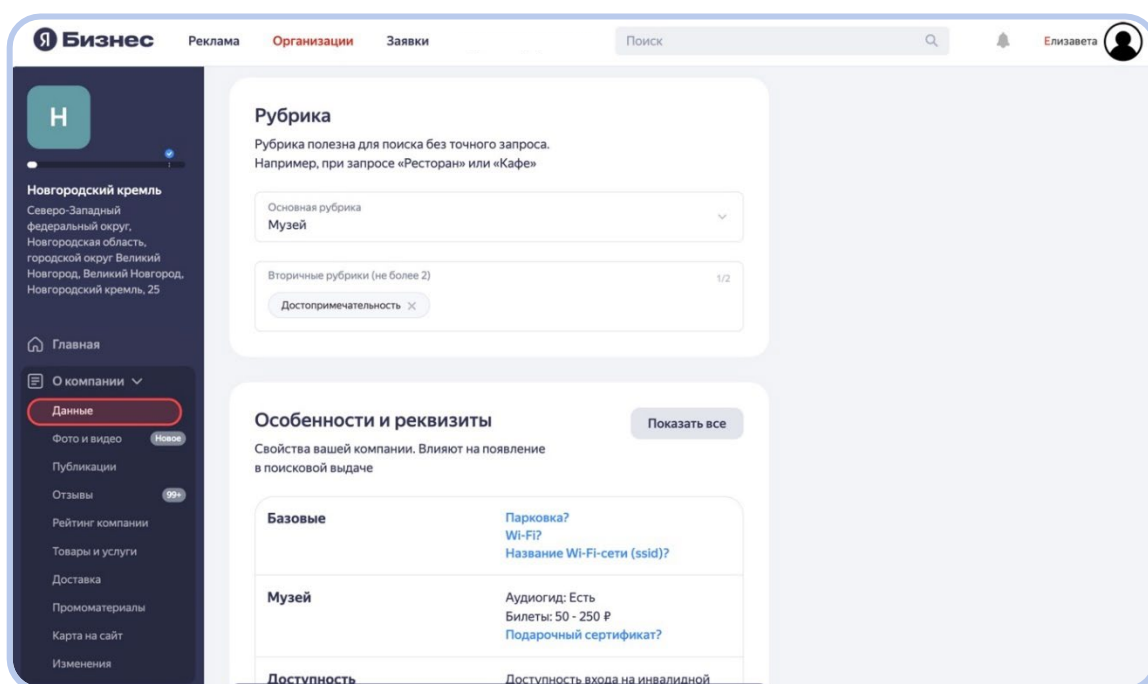 Я Бизнес
Реклама
Организации
Заявки
Поиск
Елизавета
Н
Новгородский кремль
Северо-Западный
федеральный округ,
Новгородская область,
городской округ Великий
Новгород, Великий Новгород,
Новгородский кремль, 25
Главная
О компании
Данные
Фото и видео
Новое
Публикации
Отзывы
99+
Рейтинг компании
Товары и услуги
Доставка
Промоматериалы
Карта на сайт
Изменения
Рубрика
Рубрика полезна для поиска без точного запроса.
Например, при запросе «Ресторан» или «Кафе»
Основная рубрика
Музей
Вторичные рубрики (не более 2)
1/2
Достопримечательность
Особенности и реквизиты
Показать все
Свойства вашей компании. Влияют на появление
в поисковой выдаче
Базовые
Парковка?
Wi-Fi?
Название Wi-Fi-сети (ssid)?
Музей
Аудиогид: Есть
Билеты: 50 - 250 ₽
Подарочный сертификат?
Доступность
Доступность входа на инвалидной